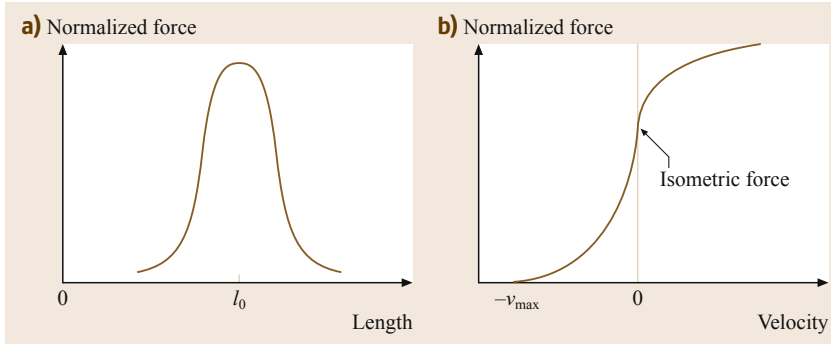 a) Normalized force
0
l₀
Length
b) Normalized force
Isometric force
−vmax
0
Velocity